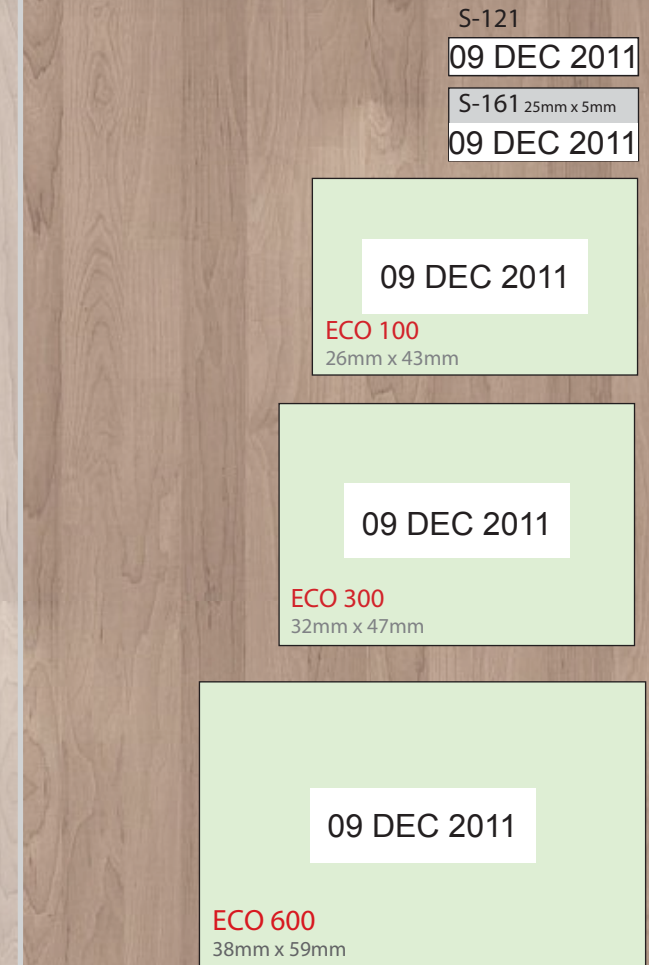 S-121
09 DEC 2011
S-161 25mm x 5mm
09 DEC 2011
09 DEC 2011
ECO 100
26mm x 43mm
09 DEC 2011
ECO 300
32mm x 47mm
09 DEC 2011
ECO 600
38mm x 59mm